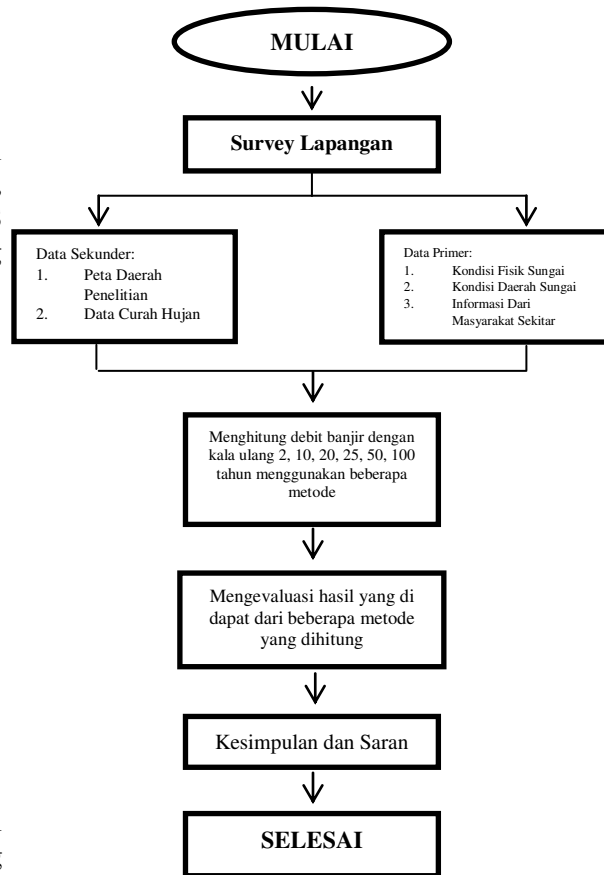 MULAI
Survey Lapangan
Data Sekunder:
1. Peta Daerah
Penelitian
2. Data Curah Hujan
Data Primer:
1. Kondisi Fisik Sungai
2. Kondisi Daerah Sungai
3. Informasi Dari
Masyarakat Sekitar
Menghitung debit banjir dengan
kala ulang 2, 10, 20, 25, 50, 100
tahun menggunakan beberapa
metode
Mengevaluasi hasil yang di
dapat dari beberapa metode
yang dihitung
Kesimpulan dan Saran
SELESAI